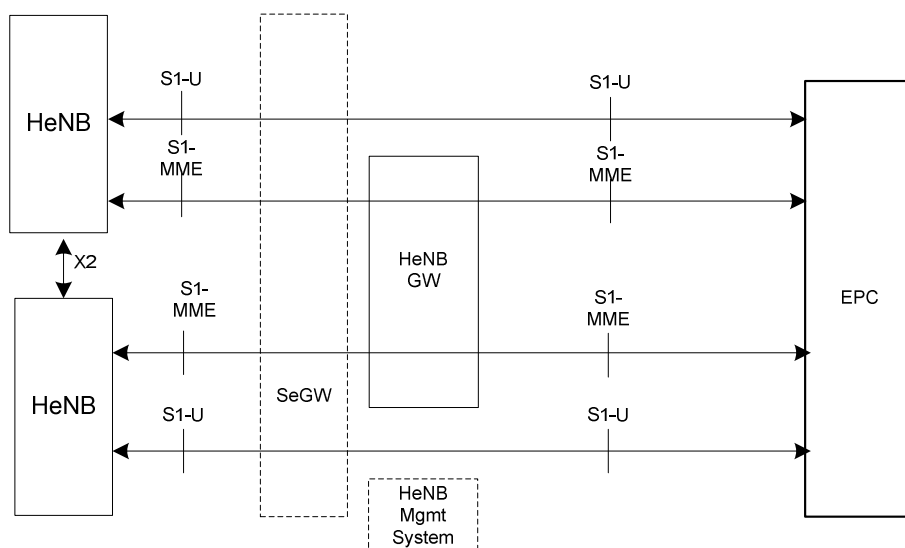 S1-U
S1-U
HeNB
S1-
MME
S1-
MME
X2
HeNB
GW
S1-
MME
S1-
MME
EPC
HeNB
SeGW
S1-U
S1-U
HeNB
Mgmt
System